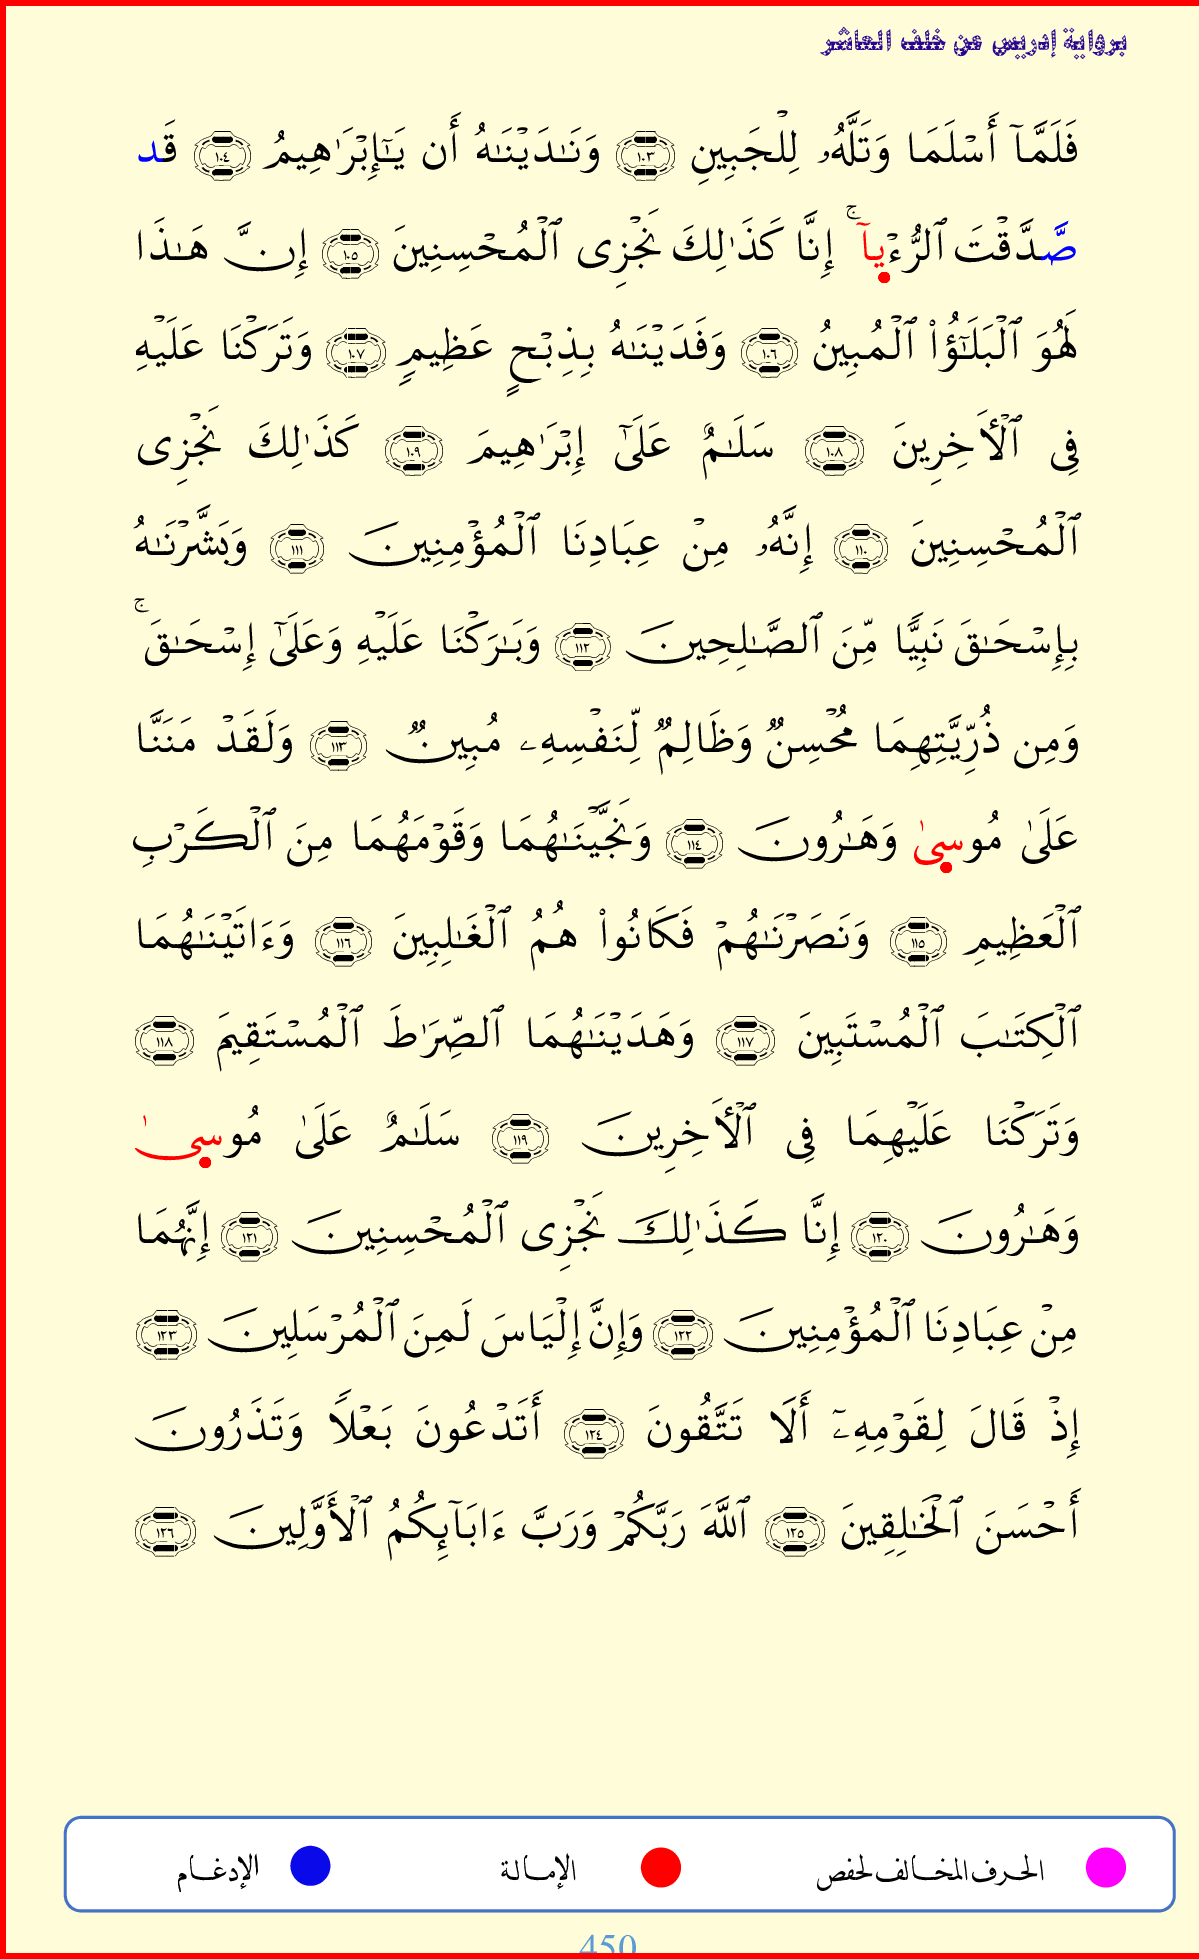 برواية إدريس عن خلف العاشر
فَلَمَّآ أَسۡلَمَا وَتَلَّهُۥ لِلۡجَبِينِ ١٠٣ وَنَٰدَيۡنَٰهُ أَن يَٰٓإِبۡرَٰهِيمُ ١٠٤ قَد
صَّدَّقۡتَ ٱلرُّءۡيَآۚ إِنَّا كَذَٰلِكَ نَجۡزِي ٱلۡمُحۡسِنِينَ ١٠٥ إِنَّ هَٰذَا
لَهُوَ ٱلۡبَلَٰٓؤُاْ ٱلۡمُبِينُ ١٠٦ وَفَدَيۡنَٰهُ بِذِبۡحٍ عَظِيمٖ ١٠٧ وَتَرَكۡنَا عَلَيۡهِ
فِي ٱلۡأٓخِرِينَ ١٠٨ سَلَٰمٌ عَلَىٰٓ إِبۡرَٰهِيمَ ١٠٩ كَذَٰلِكَ نَجۡزِي
ٱلۡمُحۡسِنِينَ ١١٠ إِنَّهُۥ مِنۡ عِبَادِنَا ٱلۡمُؤۡمِنِينَ ١١١ وَبَشَّرۡنَٰهُ
بِإِسۡحَٰقَ نَبِيّٗا مِّنَ ٱلصَّٰلِحِينَ ١١٢ وَبَٰرَكۡنَا عَلَيۡهِ وَعَلَىٰٓ إِسۡحَٰقَۚ
وَمِن ذُرِّيَّتِهِمَا مُحۡسِنٞ وَظَالِمٞ لِّنَفۡسِهِۦ مُبِينٞ ١١٣ وَلَقَدۡ مَنَنَّا
عَلَىٰ مُوسىٰ وَهَٰرُونَ ١١٤ وَنَجَّيۡنَٰهُمَا وَقَوۡمَهُمَا مِنَ ٱلۡكَرۡبِ
ٱلۡعَظِيمِ ١١٥ وَنَصَرۡنَٰهُمۡ فَكَانُواْ هُمُ ٱلۡغَٰلِبِينَ ١١٦ وَءَاتَيۡنَٰهُمَا
ٱلۡكِتَٰبَ ٱلۡمُسۡتَبِينَ ١١٧ وَهَدَيۡنَٰهُمَا ٱلصِّرَٰطَ ٱلۡمُسۡتَقِيمَ ١١٨
وَتَرَكۡنَا عَلَيۡهِمَا فِي ٱلۡأٓخِرِينَ ١١٩ سَلَٰمٌ عَلَىٰ مُوسىٰ
وَهَٰرُونَ ١٢٠ إِنَّا كَذَٰلِكَ نَجۡزِي ٱلۡمُحۡسِنِينَ ١٢١ إِنَّهُمَا
مِنۡ عِبَادِنَا ٱلۡمُؤۡمِنِينَ ١٢٢ وَإِنَّ إِلۡيَاسَ لَمِنَ ٱلۡمُرۡسَلِينَ ١٢٣
إِذۡ قَالَ لِقَوۡمِهِۦٓ أَلَا تَتَّقُونَ ١٢٤ أَتَدۡعُونَ بَعۡلٗا وَتَذَرُونَ
أَحۡسَنَ ٱلۡخَٰلِقِينَ ١٢٥ ٱللَّهَ رَبَّكُمۡ وَرَبَّ ءَابَآئِكُمُ ٱلۡأَوَّلِينَ ١٢٦
الحرف المخالف لحفص الإمالة الإدغام
450